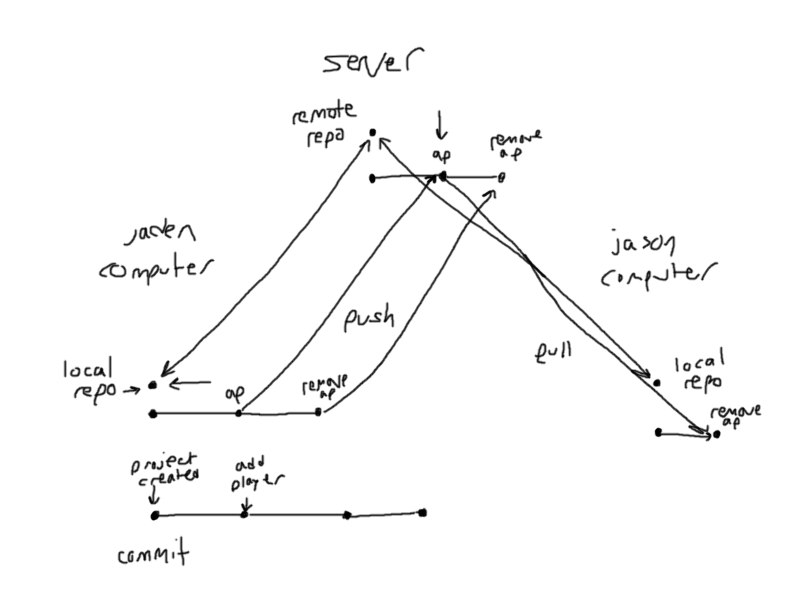 server
remote
repo
ap
remove
ap
jaden
computer
jason
computer
push
pull
local
repo
ap
remove
ap
local
repo
remove
ap
project
created
add
player
commit